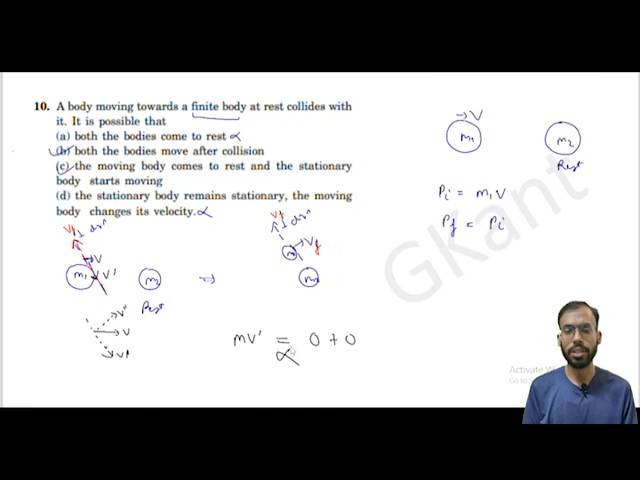 10. A body moving towards a finite body at rest collides with
it. It is possible that
(a) both the bodies come to rest
(b) both the bodies move after collision
(c) the moving body comes to rest and the stationary
body starts moving
(d) the stationary body remains stationary, the moving
body changes its velocity.
→ V
m₁
m₂
Rest
Pi = m₁ V
Pf = Pi
V
m₁
V'
m₂
Rest
⇒
Vf
V
mV' = 0 + 0
GKant
Activate